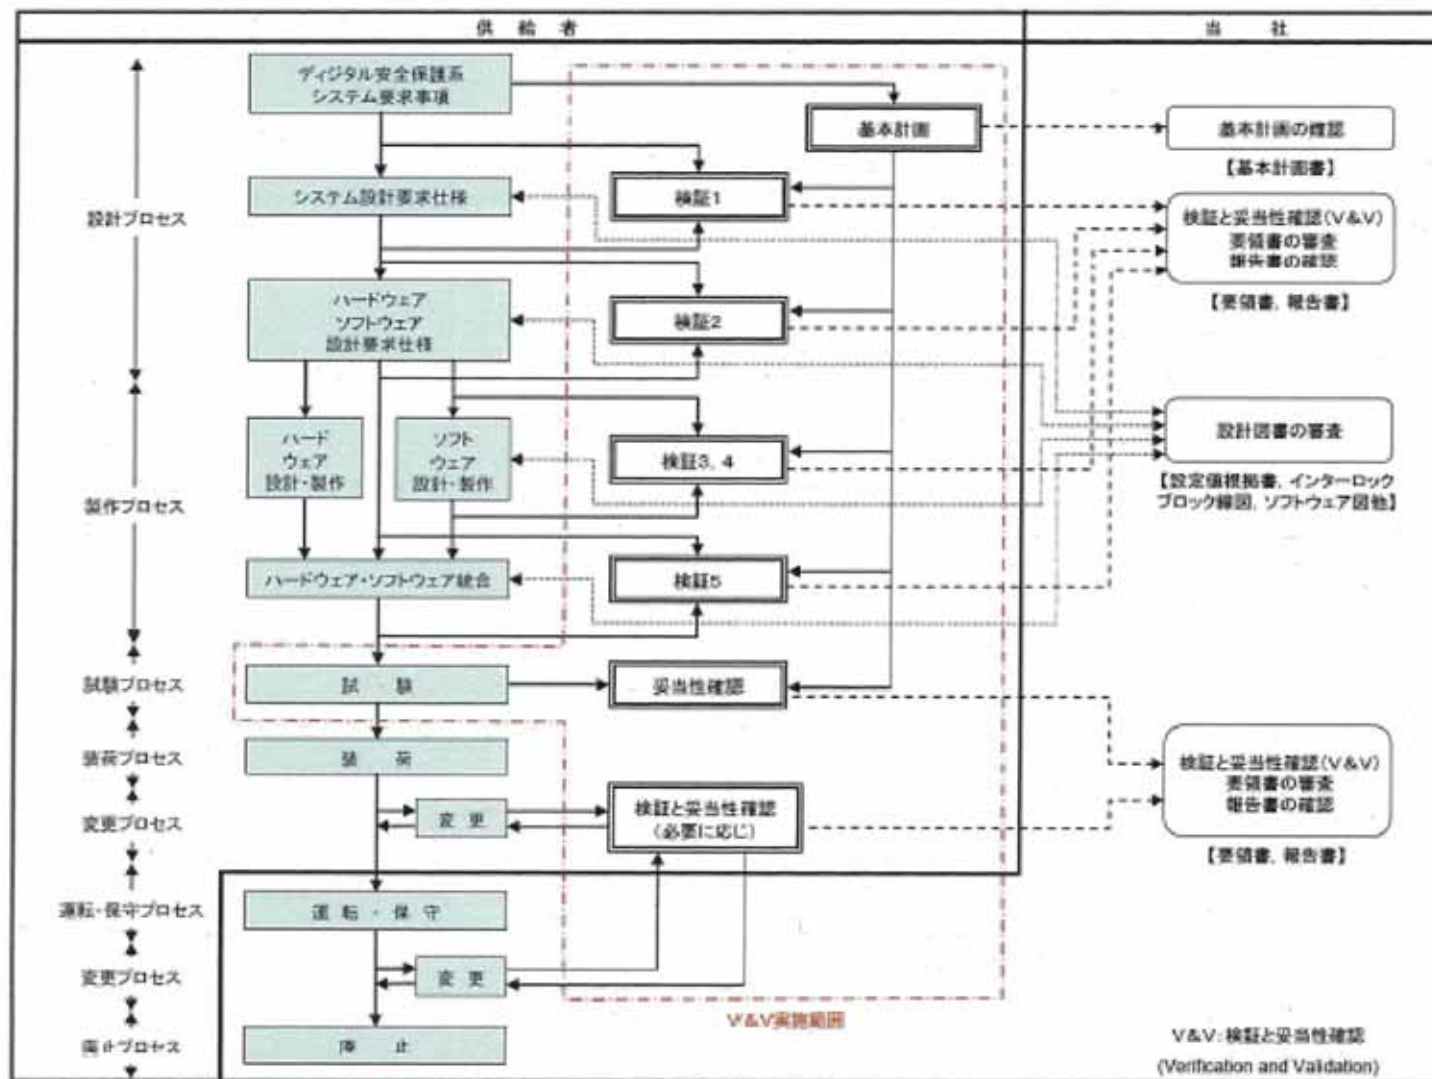 供 給 者
当 社
ディジタル安全保護系
システム要求事項
基本計画
基本計画の確認
【基本計画書】
設計プロセス
システム設計要求仕様
検証1
検証と妥当性確認(V&V)
要領書の審査
報告書の確認
【要領書, 報告書】
ハードウェア
ソフトウェア
設計要求仕様
検証2
製作プロセス
ハード
ウェア
設計・製作
ソフト
ウェア
設計・製作
検証3, 4
設計図書の審査
【設定値根拠書, インターロック
ブロック線図, ソフトウェア図他】
ハードウェア・ソフトウェア統合
検証5
試験プロセス
試 験
妥当性確認
装荷プロセス
装 荷
検証と妥当性確認(V&V)
要領書の審査
報告書の確認
【要領書, 報告書】
変更プロセス
変 更
検証と妥当性確認
(必要に応じ)
運転・保守プロセス
運 転 ・ 保 守
変更プロセス
変 更
V&V実施範囲
廃止プロセス
廃 止
V&V: 検証と妥当性確認
(Verification and Validation)